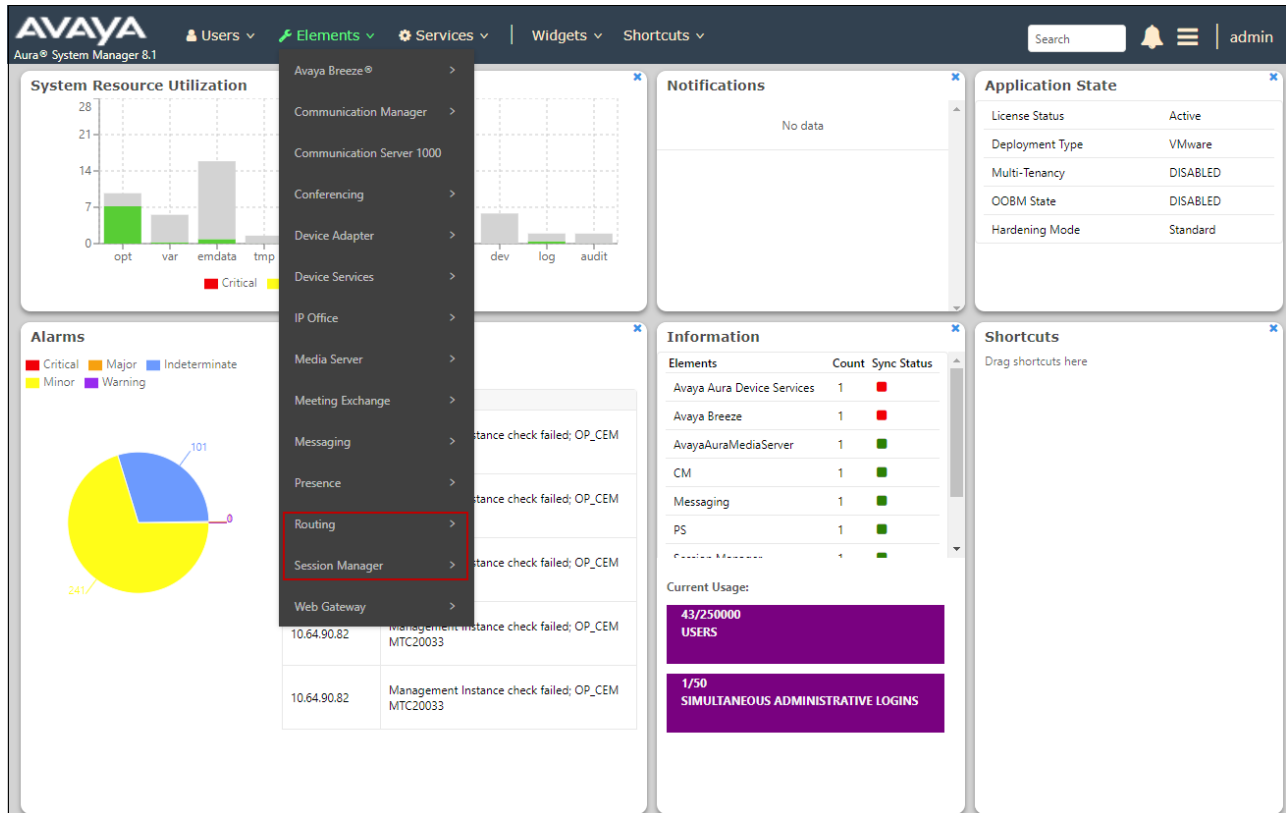 AVAYA
Aura® System Manager 8.1
Users
Elements
Services
Widgets
Shortcuts
Search
admin
Avaya Breeze®
Communication Manager
Communication Server 1000
Conferencing
Device Adapter
Device Services
IP Office
Media Server
Meeting Exchange
Messaging
Presence
Routing
Session Manager
Web Gateway
System Resource Utilization
28
21
14
7
0
opt var emdata tmp dev log audit
Critical
Notifications
No data
Application State
License Status Active
Deployment Type VMware
Multi-Tenancy DISABLED
OOBM State DISABLED
Hardening Mode Standard
Alarms
Critical Major Indeterminate
Minor Warning
101
0
241
stance check failed; OP_CEM
stance check failed; OP_CEM
stance check failed; OP_CEM
10.64.90.82 Management Instance check failed; OP_CEM
MTC20033
10.64.90.82 Management Instance check failed; OP_CEM
MTC20033
Information
Elements Count Sync Status
Avaya Aura Device Services 1
Avaya Breeze 1
AvayaAuraMediaServer 1
CM 1
Messaging 1
PS 1
Session Manager 1
Current Usage:
43/250000
USERS
1/50
SIMULTANEOUS ADMINISTRATIVE LOGINS
Shortcuts
Drag shortcuts here